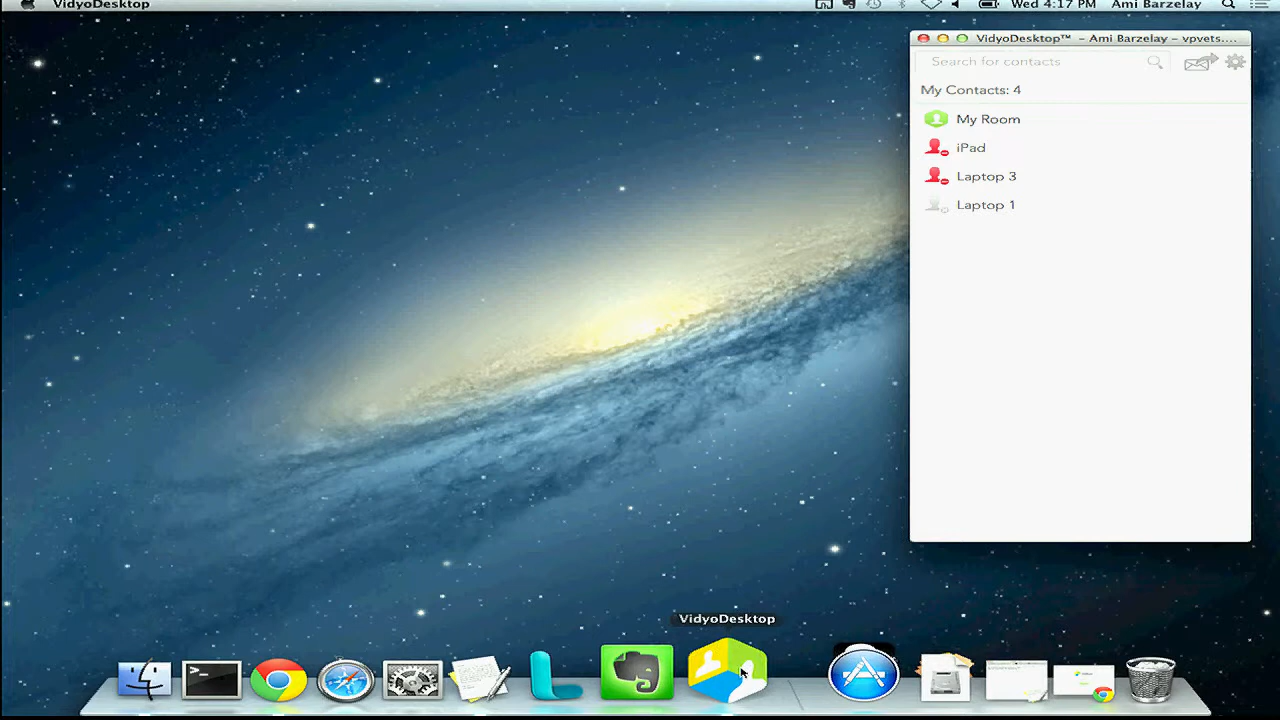 VidyoDesktop
Wed 4:17 PM
Ami Barzelay
VidyoDesktop™ – Ami Barzelay – vpvets....
Search for contacts
My Contacts: 4
My Room
iPad
Laptop 3
Laptop 1
VidyoDesktop